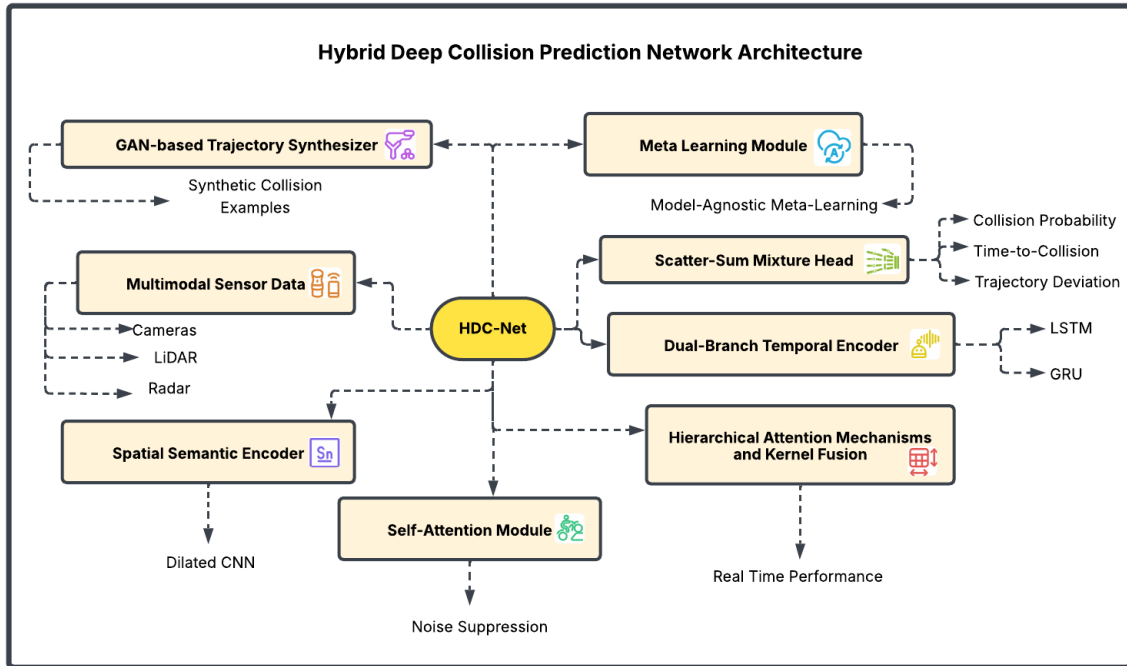 Hybrid Deep Collision Prediction Network Architecture
GAN-based Trajectory Synthesizer
Synthetic Collision
Examples
Meta Learning Module
A
Model-Agnostic Meta-Learning
Multimodal Sensor Data
Cameras
LiDAR
Radar
HDC-Net
Scatter-Sum Mixture Head
Collision Probability
Time-to-Collision
Trajectory Deviation
Dual-Branch Temporal Encoder
LSTM
GRU
Spatial Semantic Encoder
Sn
Dilated CNN
Self-Attention Module
Noise Suppression
Hierarchical Attention Mechanisms
and Kernel Fusion
Real Time Performance